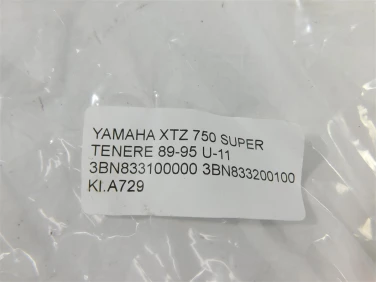 YAMAHA XTZ 750 SUPER
TENERE 89-95 U-11
3BN833100000 3BN833200100
KI.A729